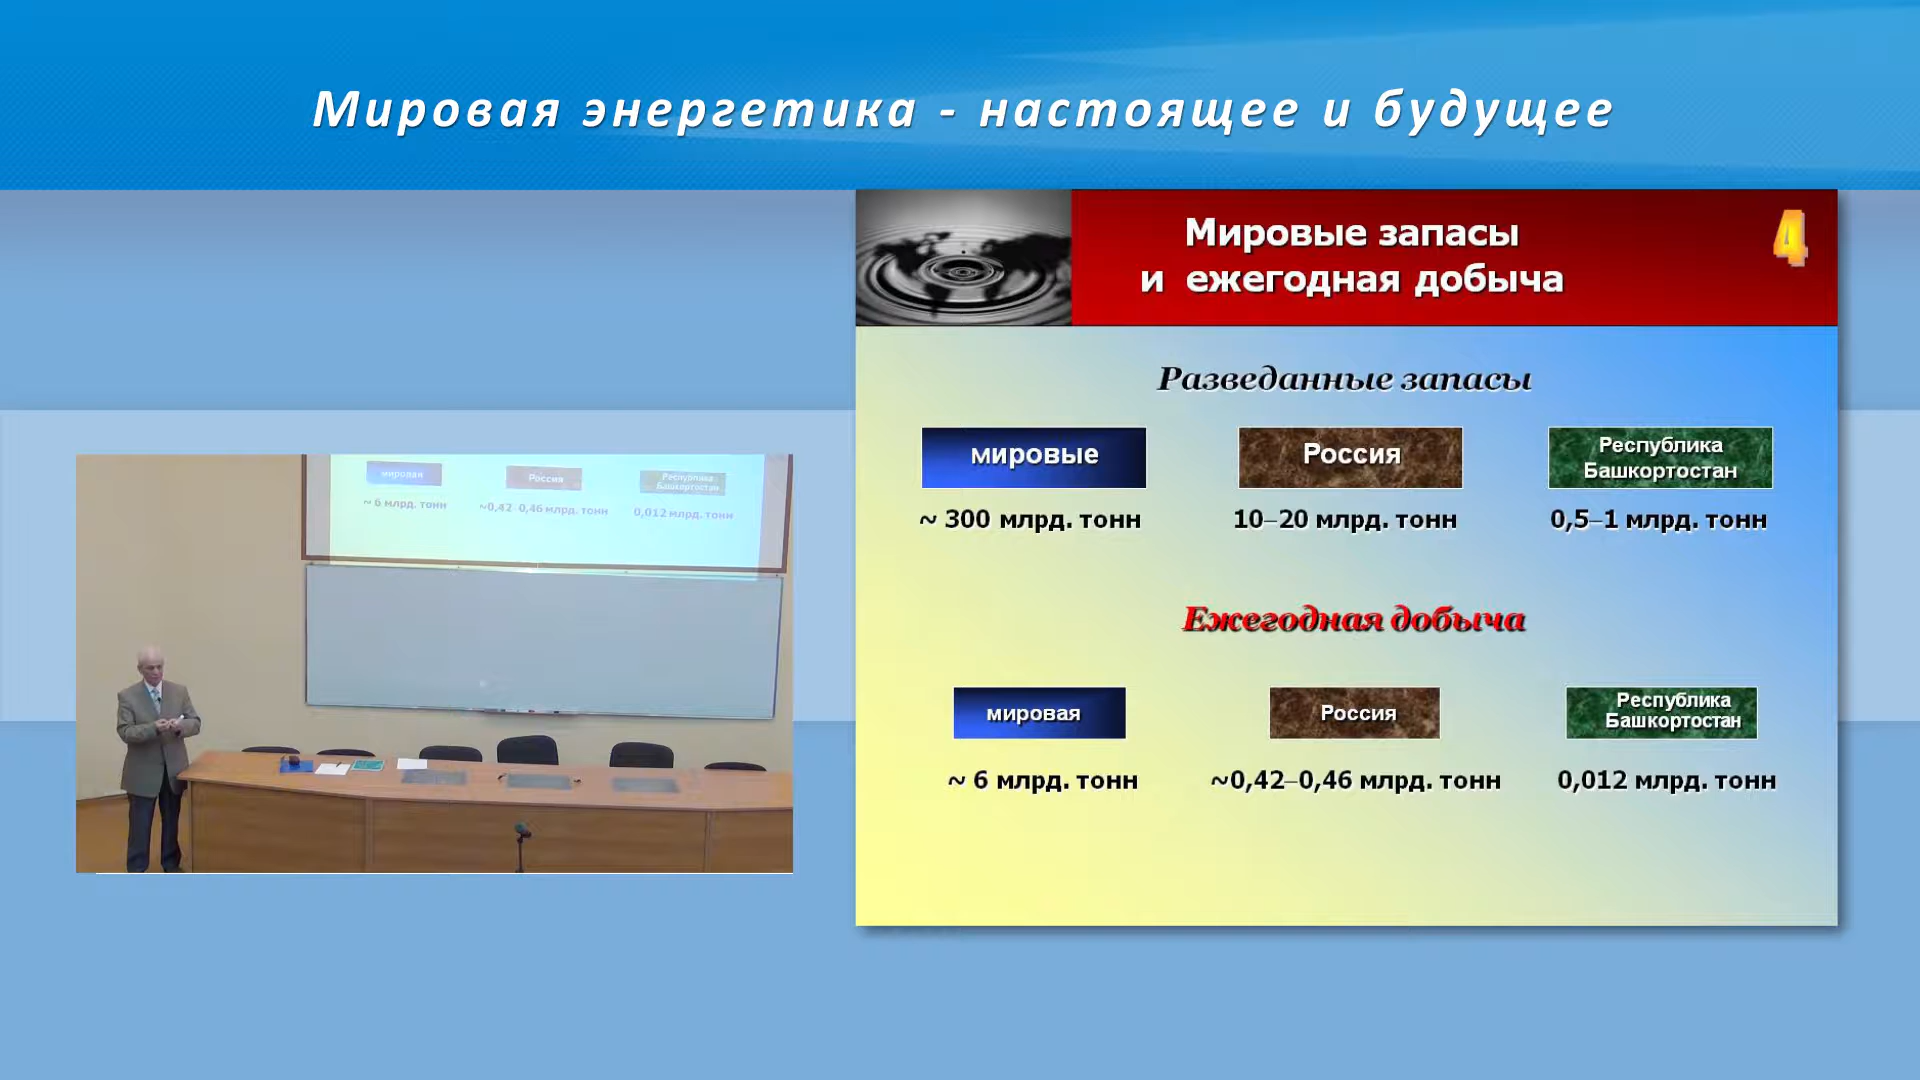 Мировая энергетика - настоящее и будущее
Мировые запасы
и ежегодная добыча
4
Разведанные запасы
мировые
Россия
Республика
Башкортостан
~ 300 млрд. тонн
10–20 млрд. тонн
0,5–1 млрд. тонн
Ежегодная добыча
мировая
Россия
Республика
Башкортостан
~ 6 млрд. тонн
~0,42–0,46 млрд. тонн
0,012 млрд. тонн
мировая
Россия
Республика
Башкортостан
~ 6 млрд. тонн
~0,42–0,46 млрд. тонн
0,012 млрд. тонн